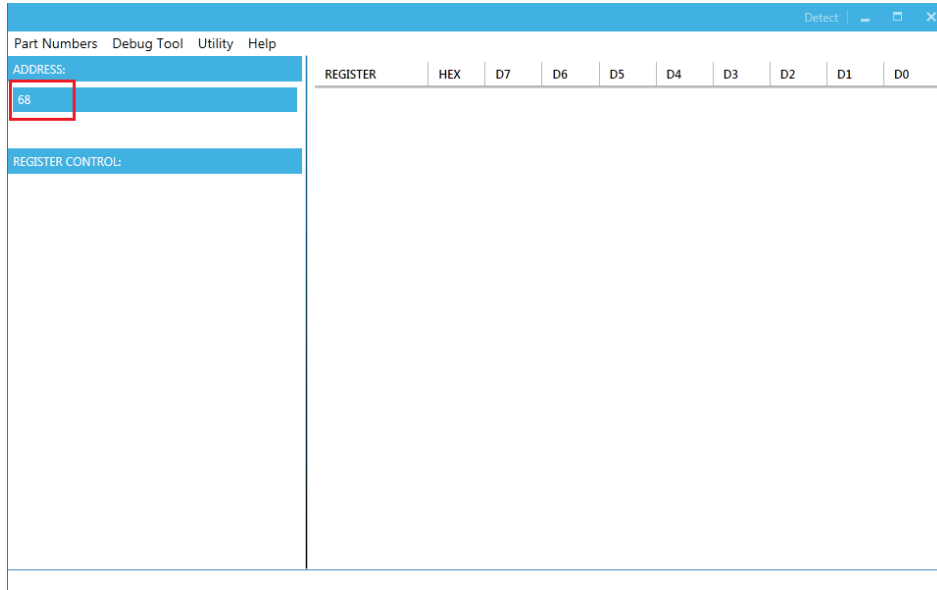 Detect
Part Numbers Debug Tool Utility Help
ADDRESS:
68
REGISTER CONTROL:
REGISTER HEX D7 D6 D5 D4 D3 D2 D1 D0